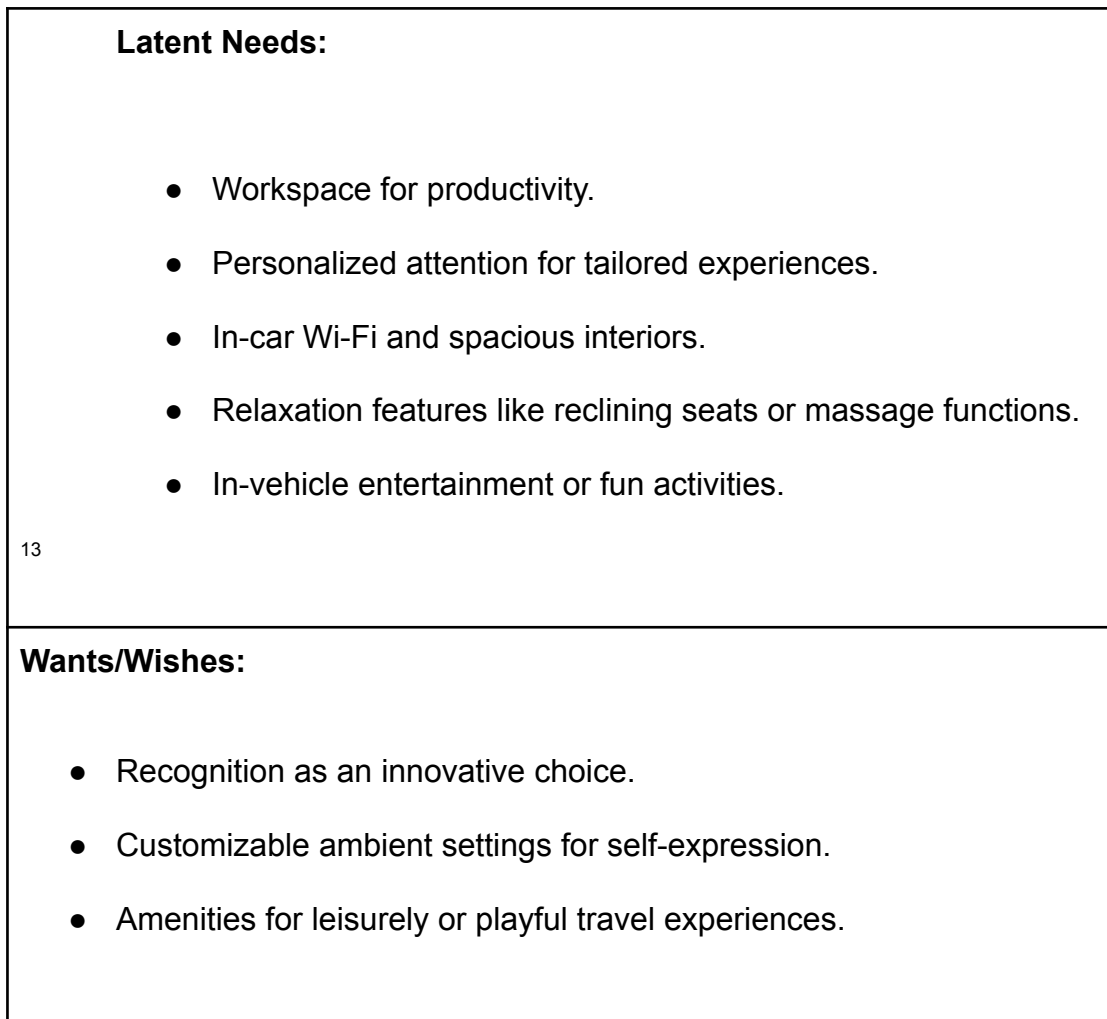 Latent Needs:
● Workspace for productivity.
● Personalized attention for tailored experiences.
● In-car Wi-Fi and spacious interiors.
● Relaxation features like reclining seats or massage functions.
● In-vehicle entertainment or fun activities.
13
Wants/Wishes:
● Recognition as an innovative choice.
● Customizable ambient settings for self-expression.
● Amenities for leisurely or playful travel experiences.